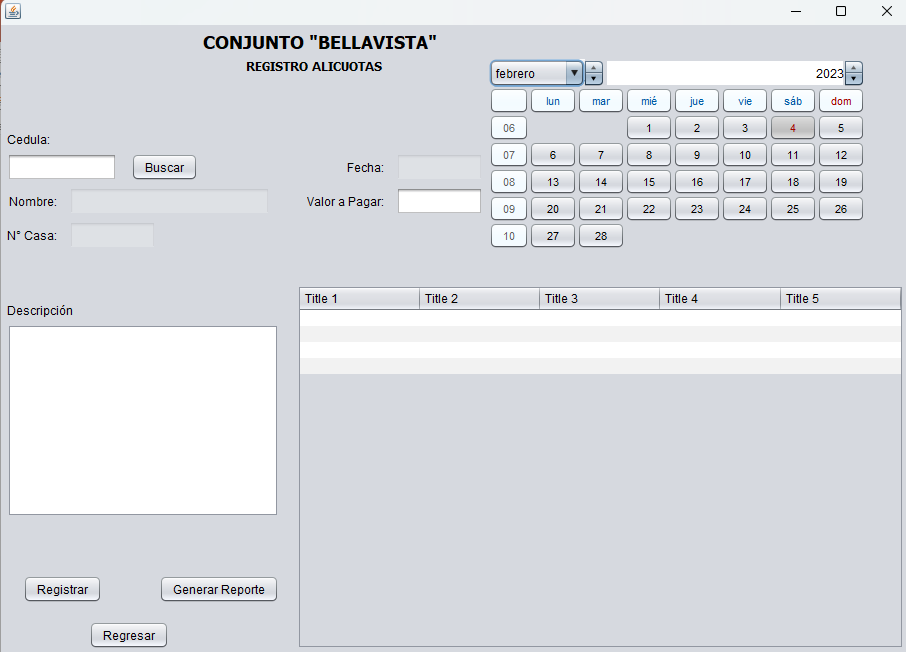 CONJUNTO "BELLAVISTA"
REGISTRO ALICUOTAS
febrero 2023
lun mar mié jue vie sáb dom
06 1 2 3 4 5
07 6 7 8 9 10 11 12
08 13 14 15 16 17 18 19
09 20 21 22 23 24 25 26
10 27 28
Cedula:
Buscar
Fecha:
Nombre:
Valor a Pagar:
N° Casa:
Descripción
Title 1 Title 2 Title 3 Title 4 Title 5
Registrar Generar Reporte
Regresar